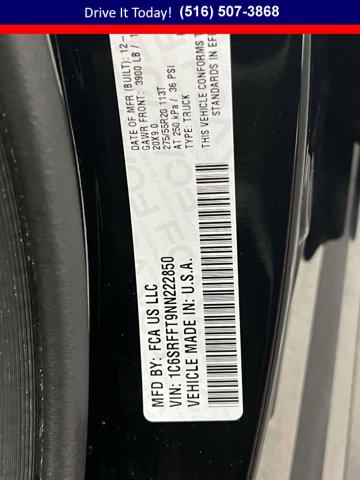 Drive It Today! (516) 507-3868
DATE OF MFR (BUILT): 12-
GAWR FRONT: 3900 LB /
20X9.0
275/55R20 113T
AT 250 kPa / 36 PSI
TYPE: TRUCK
THIS VEHICLE CONFORMS
STANDARDS IN EF
MFD BY: FCA US LLC
VIN: 1C6SRFFT9NN222850
VEHICLE MADE IN: U.S.A.